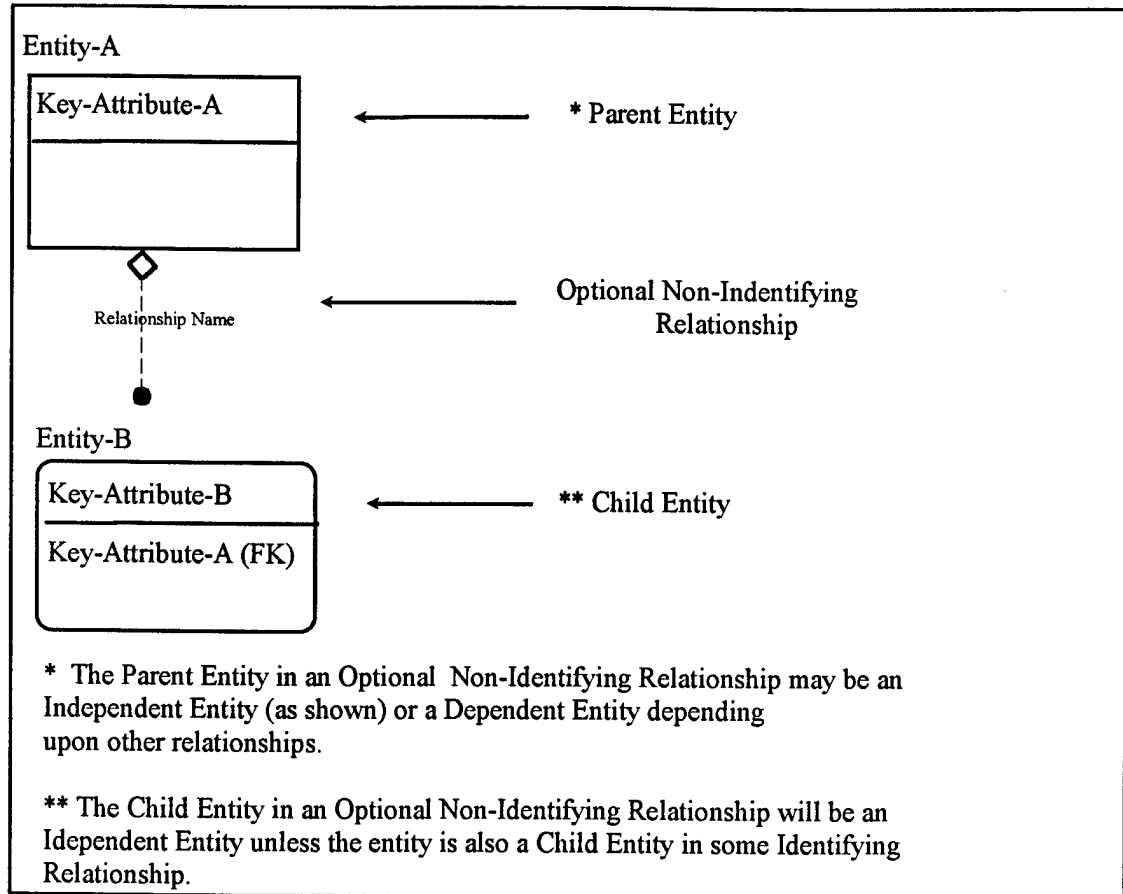 Entity-A
Key-Attribute-A
* Parent Entity
Optional Non-Indentifying
Relationship
Relationship Name
Entity-B
Key-Attribute-B
** Child Entity
Key-Attribute-A (FK)
* The Parent Entity in an Optional Non-Identifying Relationship may be an
Independent Entity (as shown) or a Dependent Entity depending
upon other relationships.
** The Child Entity in an Optional Non-Identifying Relationship will be an
Idependent Entity unless the entity is also a Child Entity in some Identifying
Relationship.